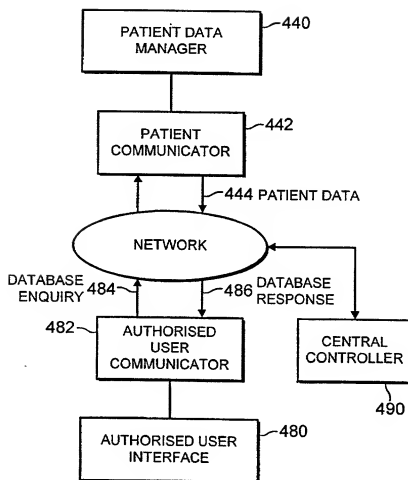 PATIENT DATA
MANAGER
440
PATIENT
COMMUNICATOR
442
444 PATIENT DATA
NETWORK
DATABASE
ENQUIRY 484
486 DATABASE
RESPONSE
482
AUTHORISED
USER
COMMUNICATOR
CENTRAL
CONTROLLER
490
AUTHORISED USER
INTERFACE
480